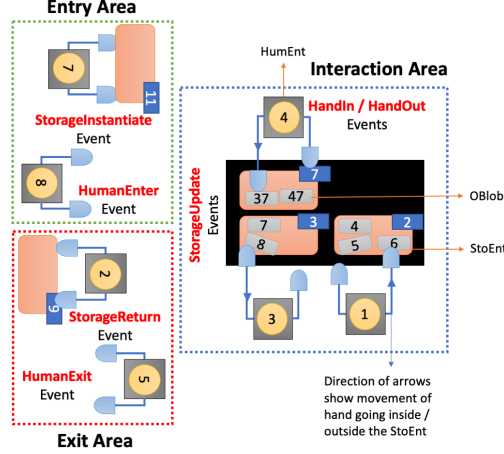 Entry Area
7
11
StorageInstantiate
Event
8
HumanEnter
Event
2
9
StorageReturn
Event
HumanExit
Event
5
Exit Area
HumEnt
Interaction Area
4
HandIn / HandOut
Events
StorageUpdate
Events
7
37
47
OBlob
7
3
8
4
2
5
6
StoEnt
3
1
Direction of arrows
show movement of
hand going inside /
outside the StoEnt